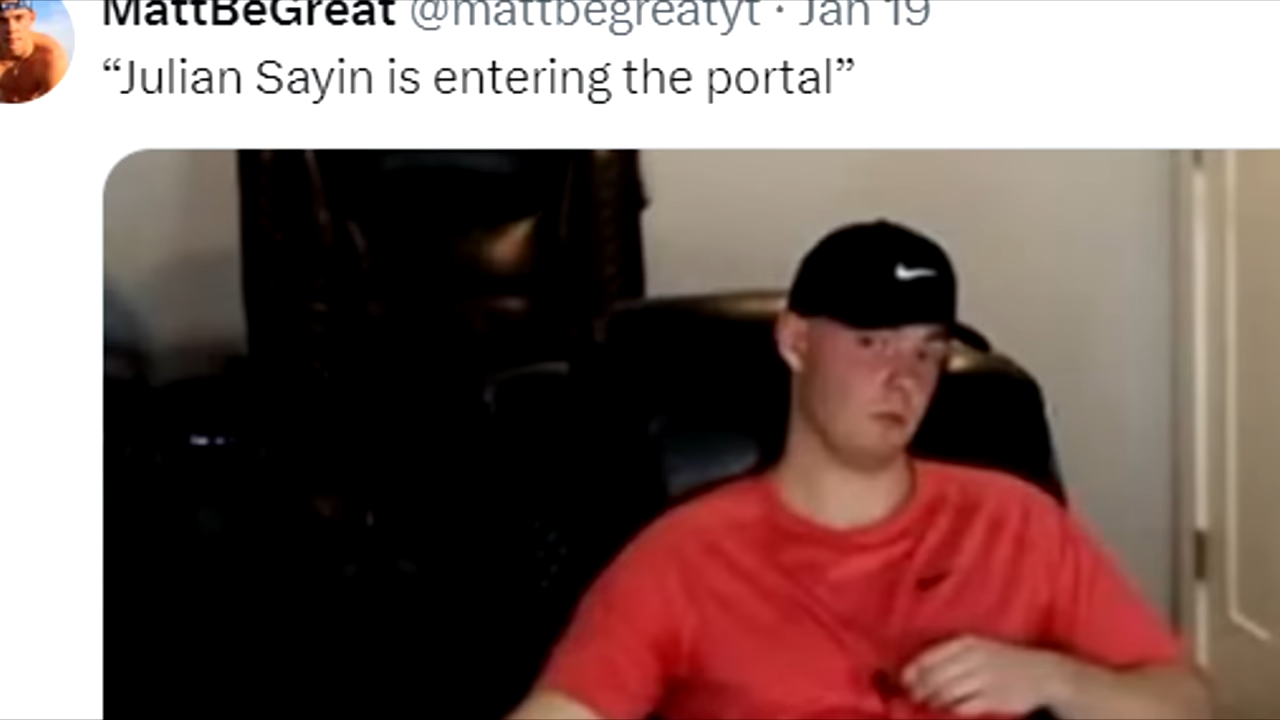 MattBeGreat @mattbegreatyt · Jan 19
“Julian Sayin is entering the portal”